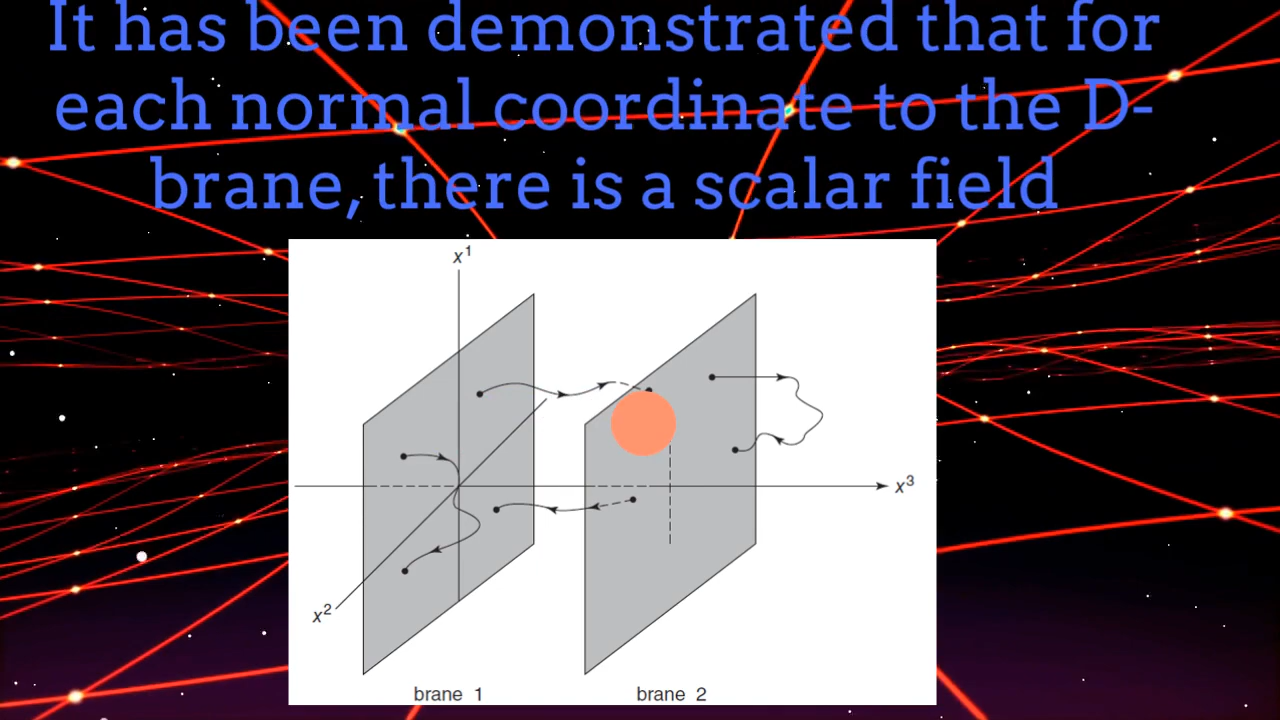 It has been demonstrated that for
each normal coordinate to the D-
brane, there is a scalar field
x¹
x³
x²
brane 1
brane 2